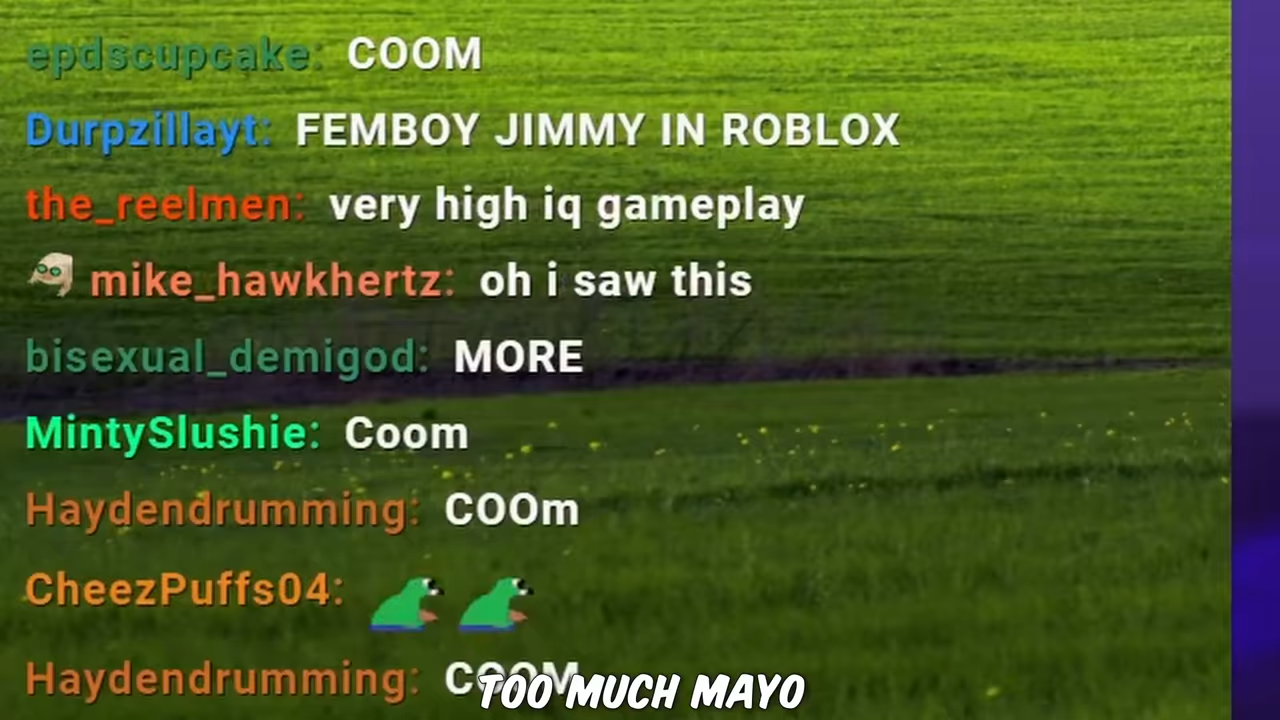 epdscupcake: COOM
Durpzillayt: FEMBOY JIMMY IN ROBLOX
the_reelmen: very high iq gameplay
mike_hawkhertz: oh i saw this
bisexual_demigod: MORE
MintySlushie: Coom
Haydendrumming: COOm
CheezPuffs04:
Haydendrumming: COOM
TOO MUCH MAYO